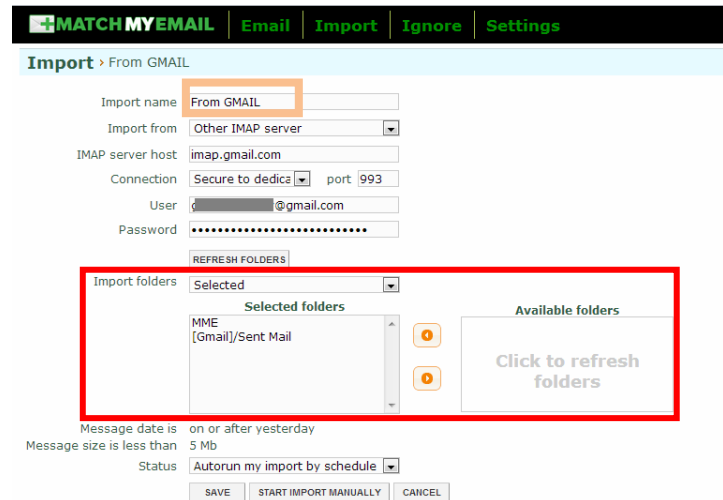 MATCHMYEMAIL Email Import Ignore Settings
Import › From GMAIL
Import name From GMAIL
Import from Other IMAP server
IMAP server host imap.gmail.com
Connection Secure to dedica port 993
User @gmail.com
Password ••••••••••••••••••••••••••
REFRESH FOLDERS
Import folders Selected
Selected folders Available folders
MME
[Gmail]/Sent Mail
Click to refresh
folders
Message date is on or after yesterday
Message size is less than 5 Mb
Status Autorun my import by schedule
SAVE START IMPORT MANUALLY CANCEL